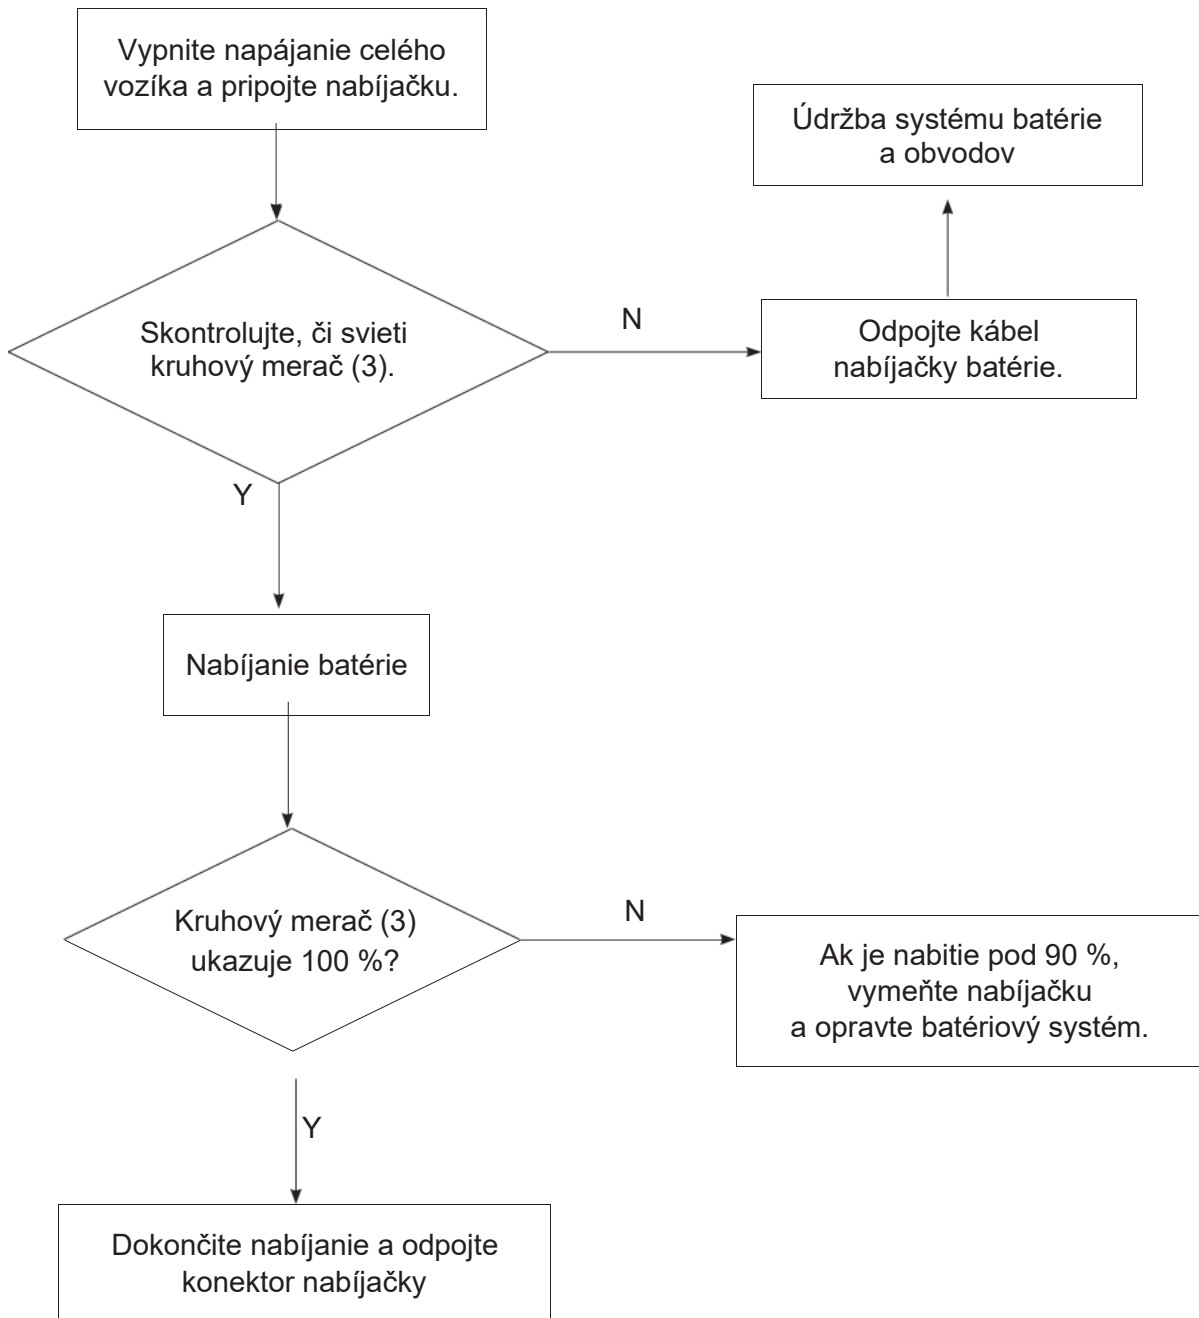 Vypnite napájanie celého
vozíka a pripojte nabíjačku.
Údržba systému batérie
a obvodov
Skontrolujte, či svieti
kruhový merač (3).
N
Odpojte kábel
nabíjačky batérie.
Y
Nabíjanie batérie
Kruhový merač (3)
ukazuje 100 %?
N
Ak je nabitie pod 90 %,
vymeňte nabíjačku
a opravte batériový systém.
Y
Dokončite nabíjanie a odpojte
konektor nabíjačky